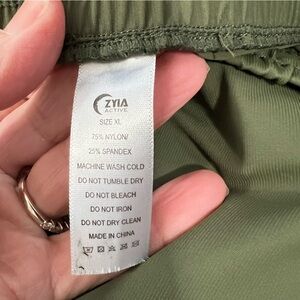 ZYIA
ACTIVE
SIZE XL
75% NYLON/
25% SPANDEX
MACHINE WASH COLD
DO NOT TUMBLE DRY
DO NOT BLEACH
DO NOT IRON
DO NOT DRY CLEAN
MADE IN CHINA